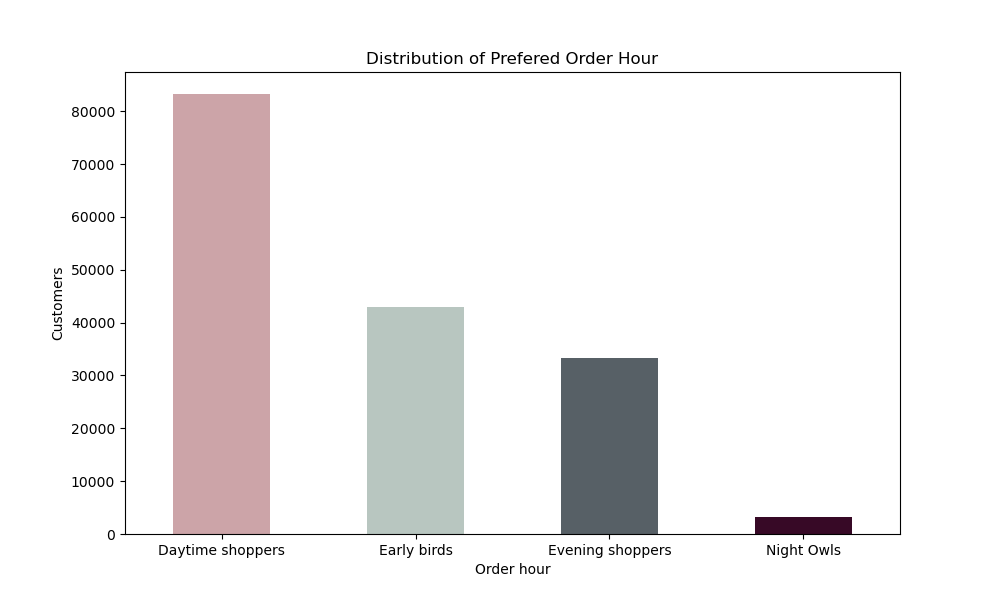 Distribution of Prefered Order Hour
Customers
80000
70000
60000
50000
40000
30000
20000
10000
0
Daytime shoppers
Early birds
Evening shoppers
Night Owls
Order hour